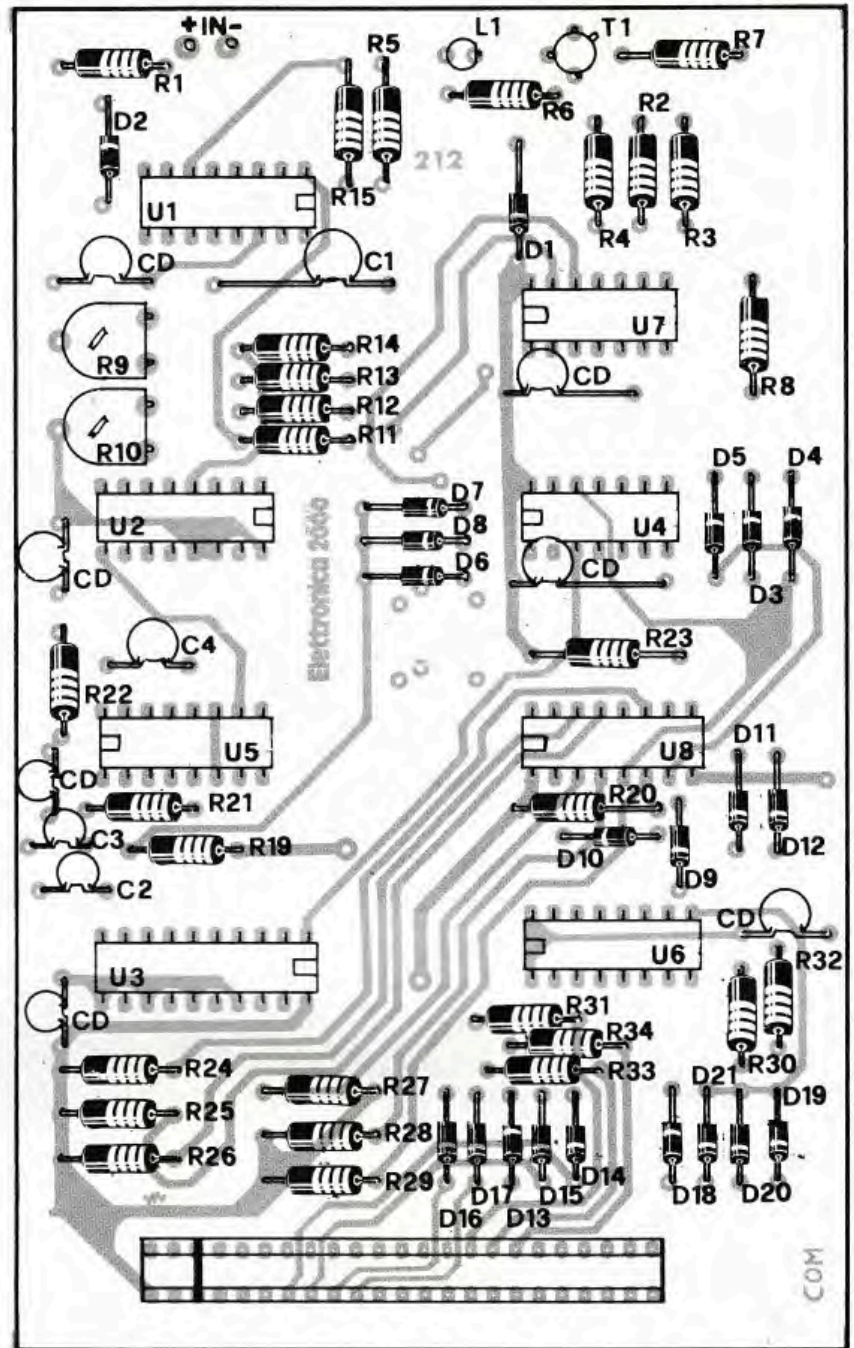 +IN-
L1
T1
R5
R7
R1
R6
D2
R2
212
U1
R15
R4
R3
D1
CD
C1
U7
R9
R14
R13
R12
R11
CD
R8
R10
D7
D8
D6
D5
D4
U2
U4
CD
CD
D3
Elettronica 2000
C4
R23
R22
U5
U8
D11
CD
R21
R20
C3
R19
D10
D9
D12
C2
CD
U3
U6
R32
CD
R31
R34
R33
R30
R24
R27
D21
D19
R25
R28
R26
R29
D14
D17
D15
D18
D20
D16
D13
COM